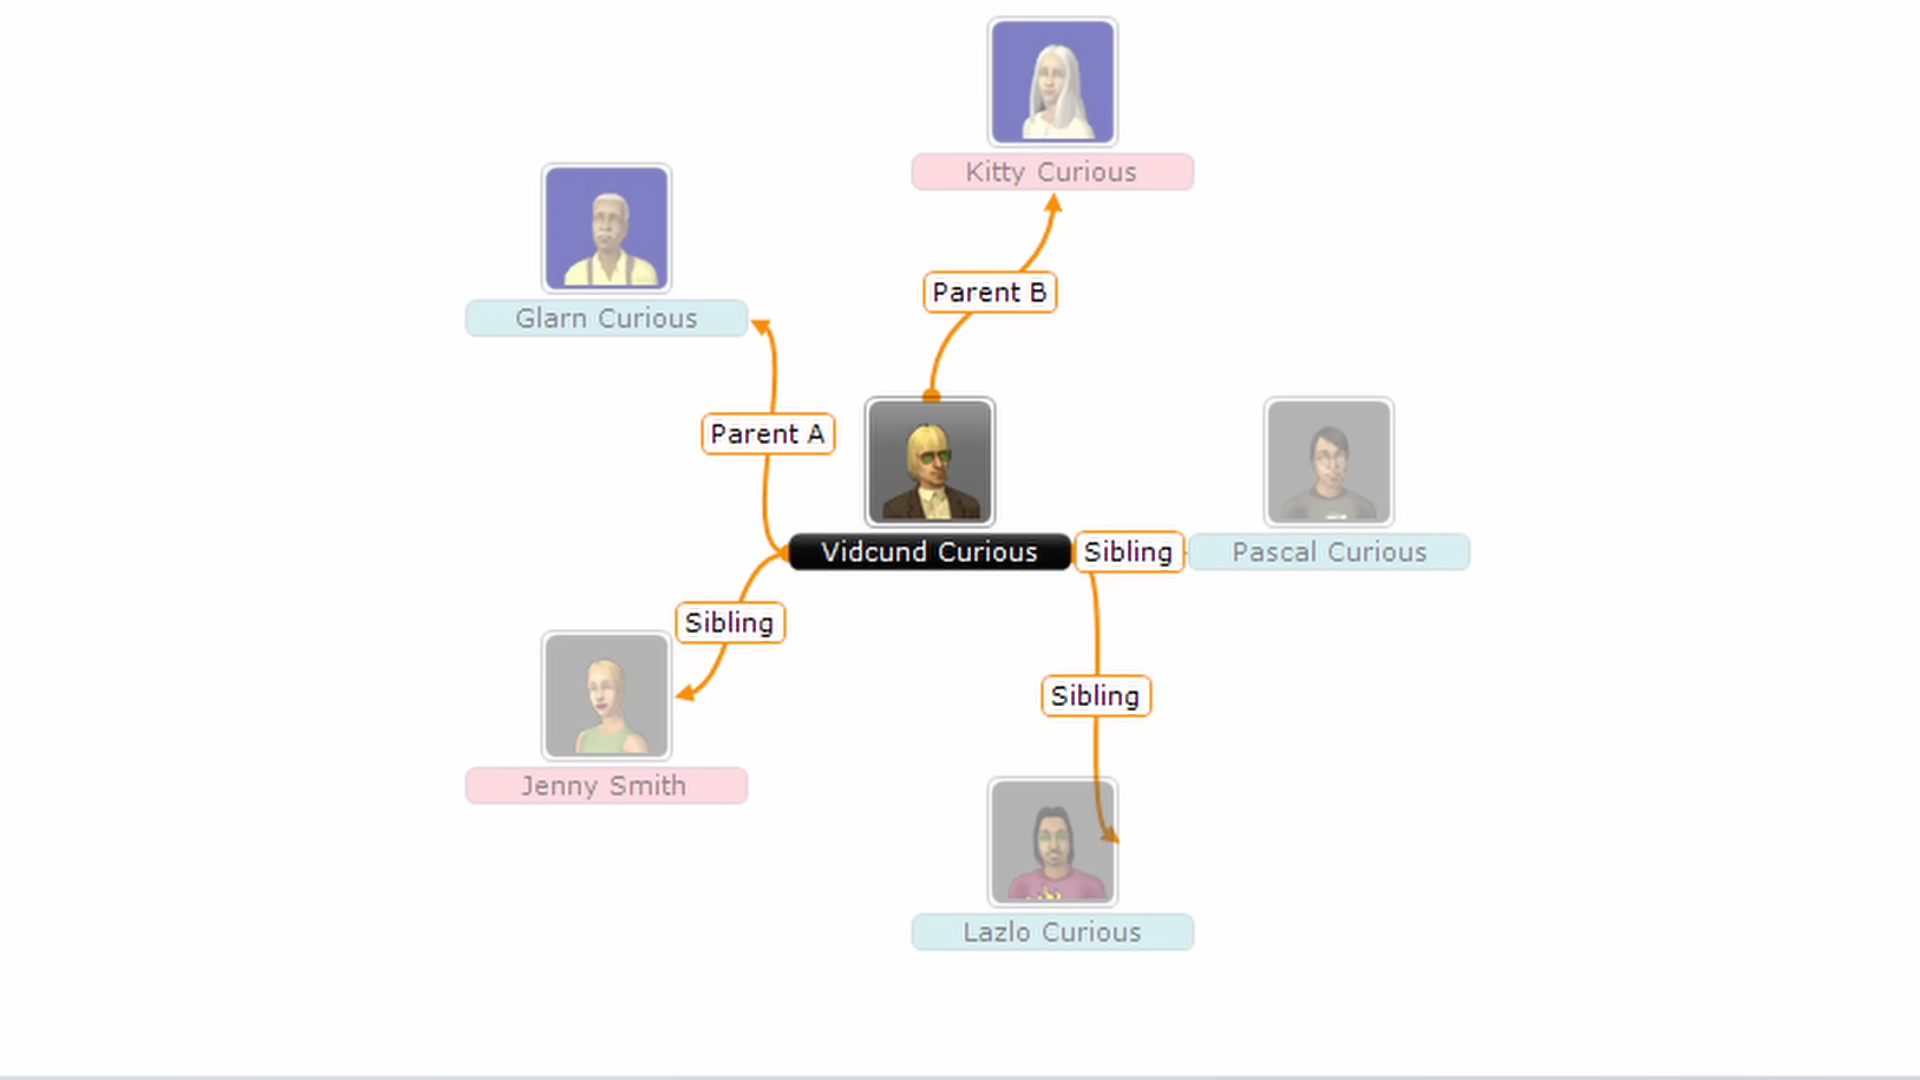 Kitty Curious
Parent B
Glarn Curious
Parent A
Vidcund Curious
Sibling
Pascal Curious
Sibling
Jenny Smith
Sibling
Lazlo Curious